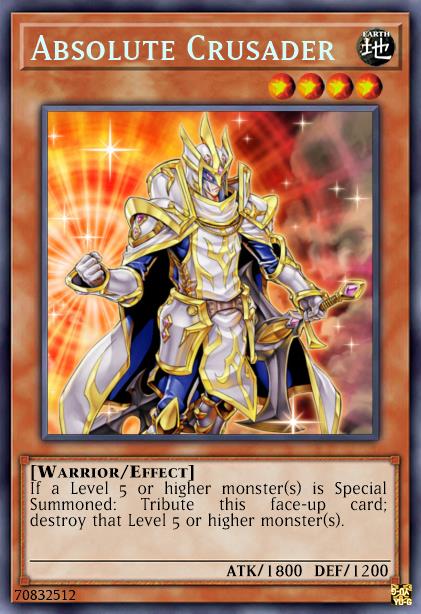 ABSOLUTE CRUSADER
EARTH
地
[WARRIOR/EFFECT]
If a Level 5 or higher monster(s) is Special
Summoned: Tribute this face-up card;
destroy that Level 5 or higher monster(s).
ATK/1800 DEF/1200
70832512